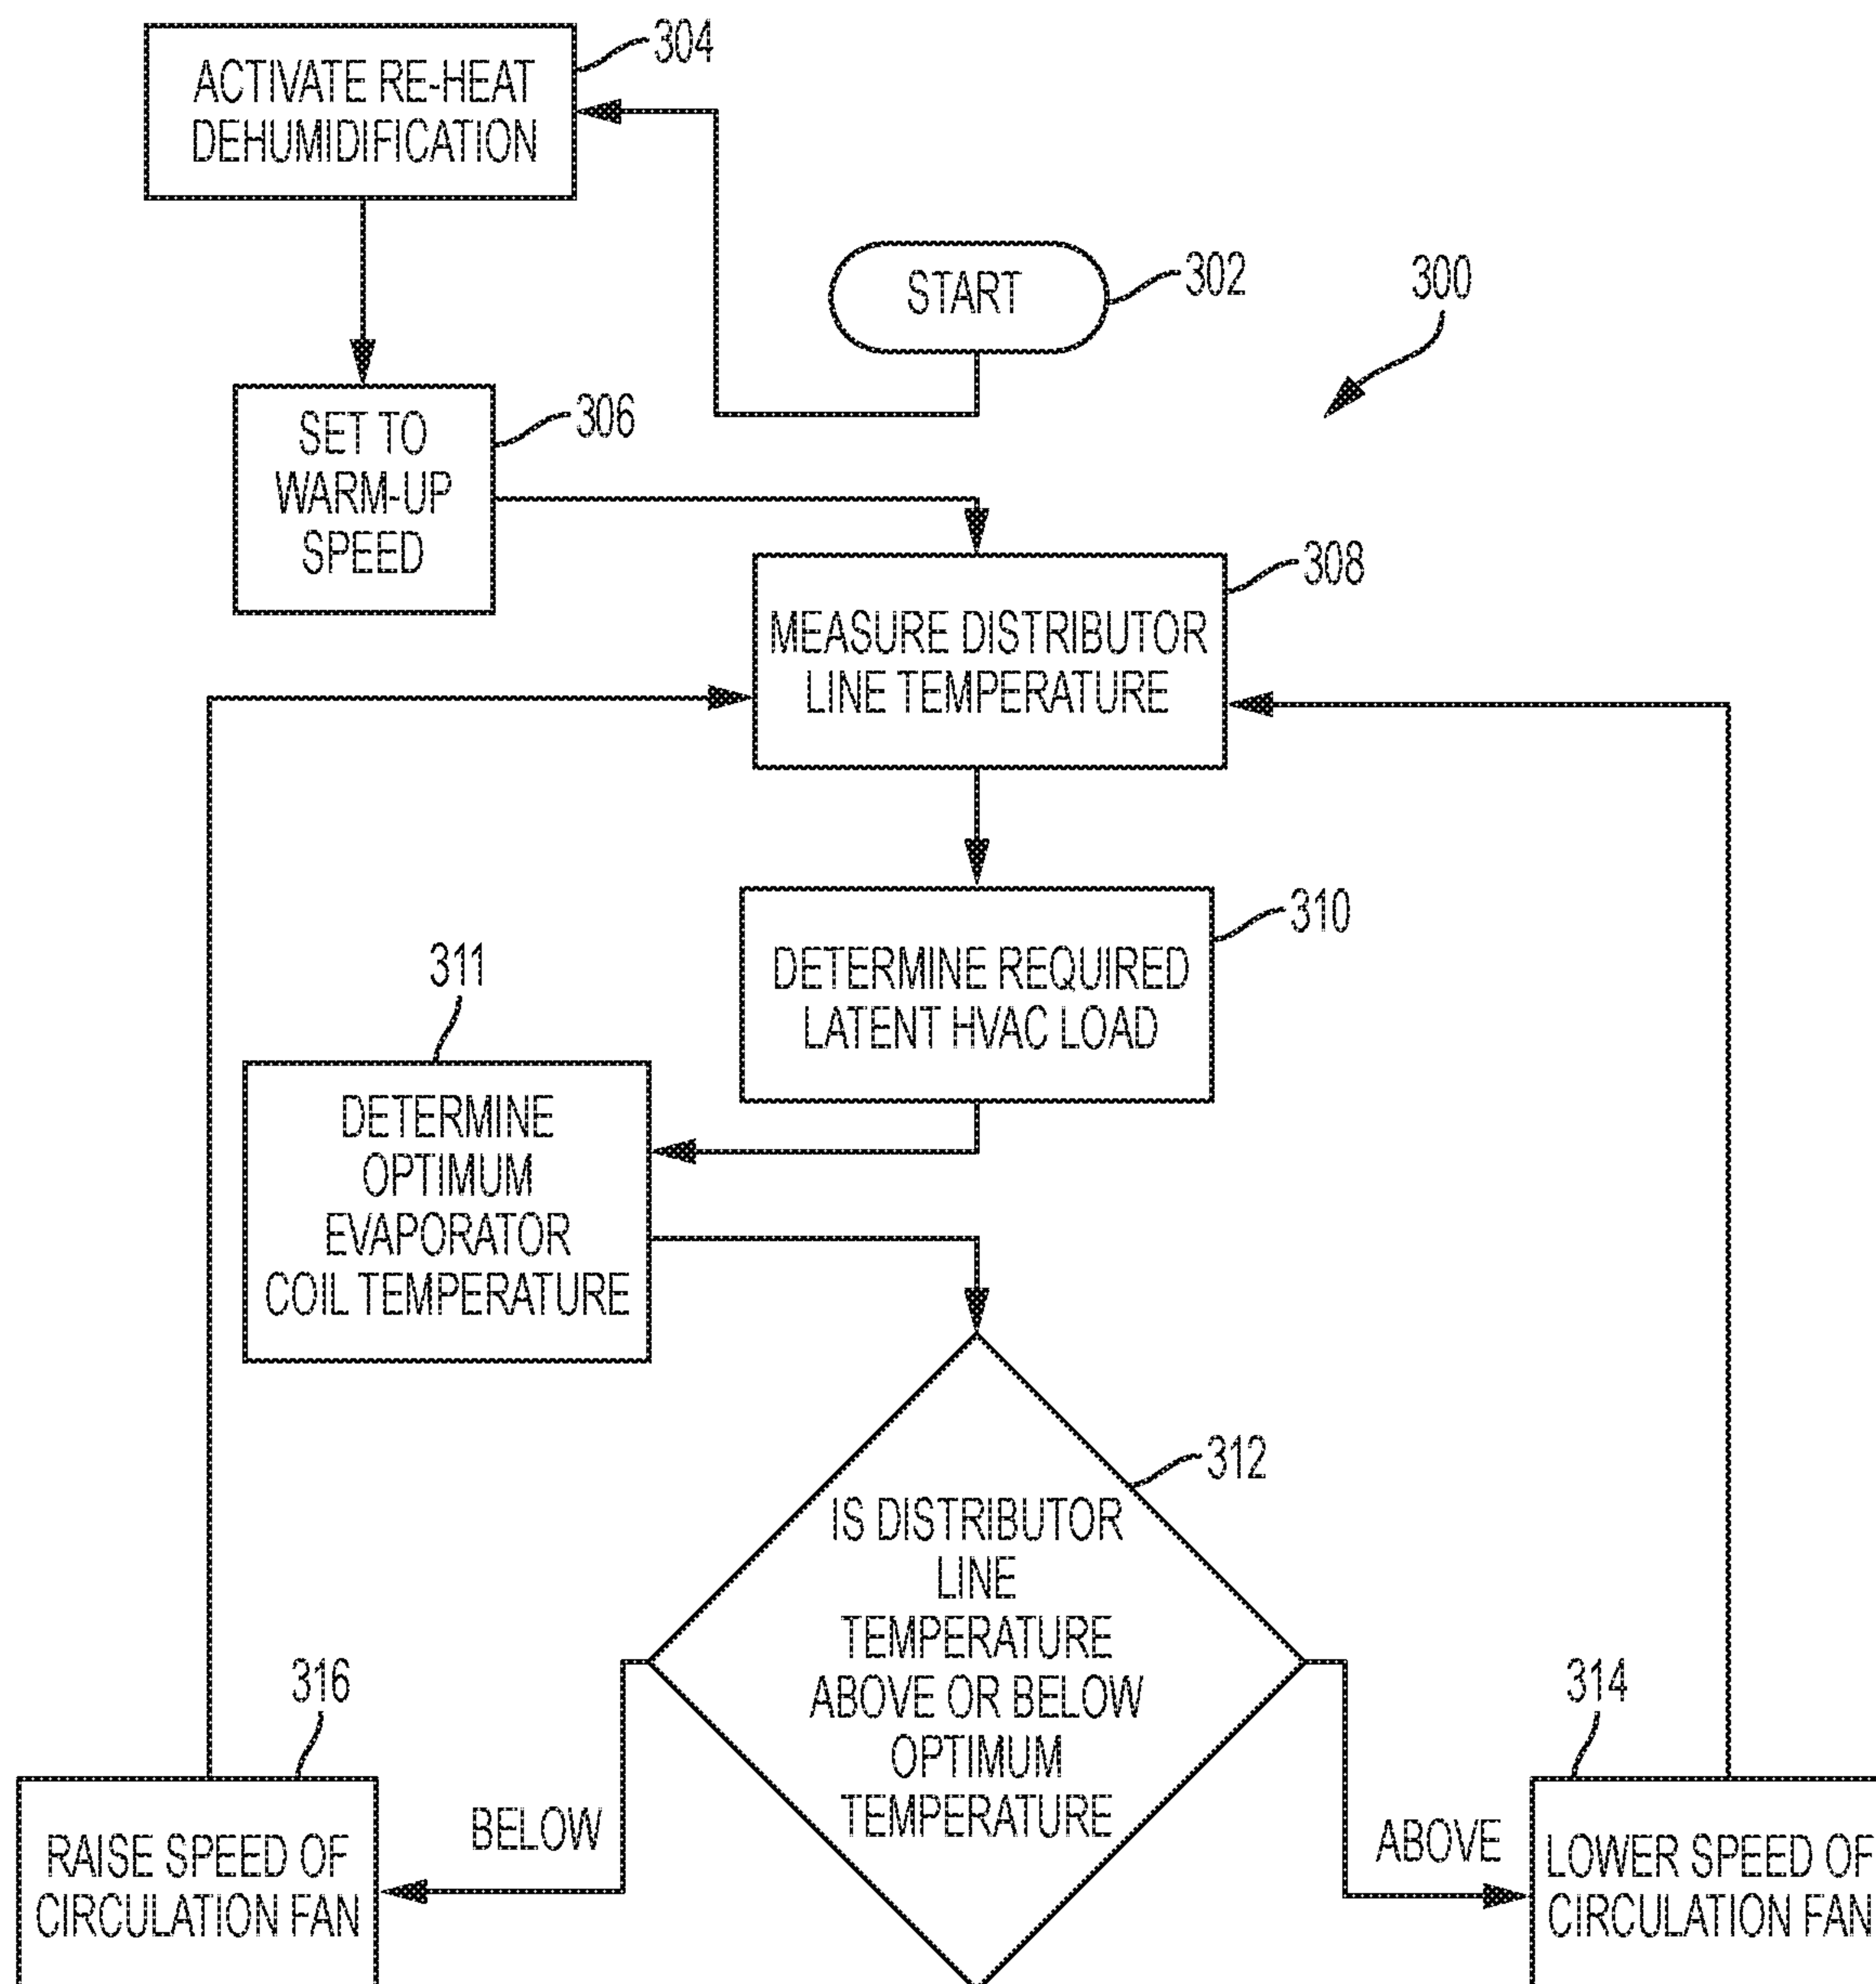 304
ACTIVATE RE-HEAT
DEHUMIDIFICATION
START
302
300
306
SET TO
WARM-UP
SPEED
308
MEASURE DISTRIBUTOR
LINE TEMPERATURE
310
DETERMINE REQUIRED
LATENT HVAC LOAD
311
DETERMINE
OPTIMUM
EVAPORATOR
COIL TEMPERATURE
312
IS DISTRIBUTOR
LINE
TEMPERATURE
ABOVE OR BELOW
OPTIMUM
TEMPERATURE
316
BELOW
RAISE SPEED OF
CIRCULATION FAN
314
ABOVE
LOWER SPEED OF
CIRCULATION FAN